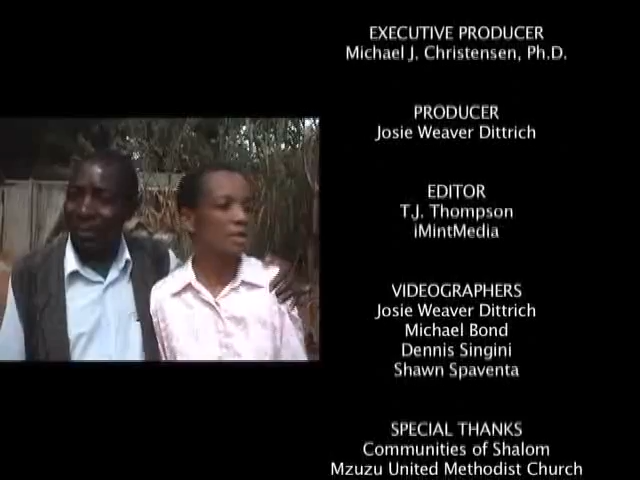 EXECUTIVE PRODUCER
Michael J. Christensen, Ph.D.
PRODUCER
Josie Weaver Dittrich
EDITOR
T.J. Thompson
iMintMedia
VIDEOGRAPHERS
Josie Weaver Dittrich
Michael Bond
Dennis Singini
Shawn Spaventa
SPECIAL THANKS
Communities of Shalom
Mzuzu United Methodist Church